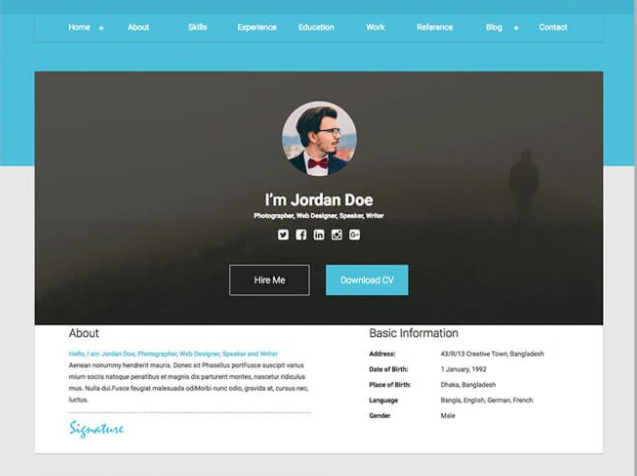 Home + About Skills Experience Education Work Reference Blog + Contact
I'm Jordan Doe
Photographer, Web Designer, Speaker, Writer
Hire Me Download CV
About
Hello, I am Jordan Doe, Photographer, Web Designer, Speaker and Writer
Aenean nonummy hendrerit mauris. Donec sit Phasellus portFusce suscipit varius
mium sociis natoque penatibus et magnis dis parturent montes, nascetur ridiculus
mus. Nulla dui.Fusce feugiat malesuada odiMorbi nunc odio, gravida at, cursus nec,
luctus.
Signature
Basic Information
Address: 43/R/13 Creative Town, Bangladesh
Date of Birth: 1 January, 1992
Place of Birth: Dhaka, Bangladesh
Language Bangla, English, German, French
Gender Male